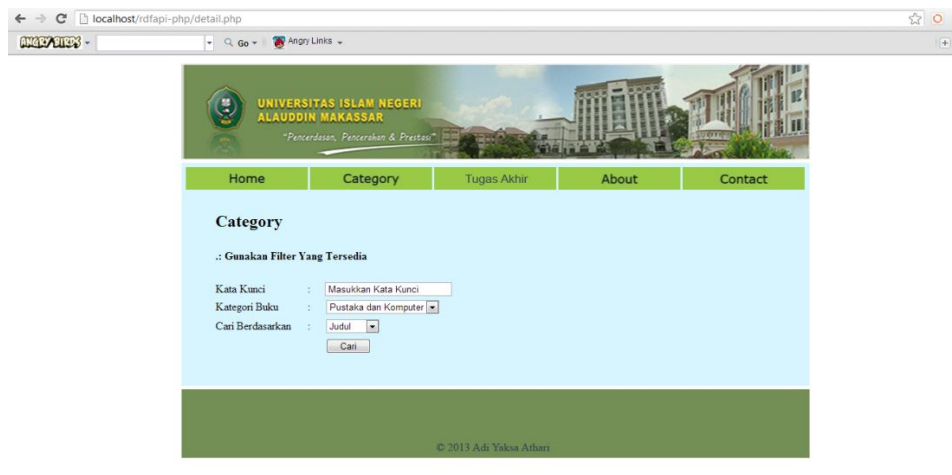 localhost/rdfapi-php/detail.php
ANGRY BIRDS Go Angry Links
UNIVERSITAS ISLAM NEGERI
ALAUDDIN MAKASSAR
"Pencerdasan, Pencerahan & Prestasi"
Home Category Tugas Akhir About Contact
Category
.: Gunakan Filter Yang Tersedia
Kata Kunci : Masukkan Kata Kunci
Kategori Buku : Pustaka dan Komputer
Cari Berdasarkan : Judul
Cari
© 2013 Adi Yaksa Athari